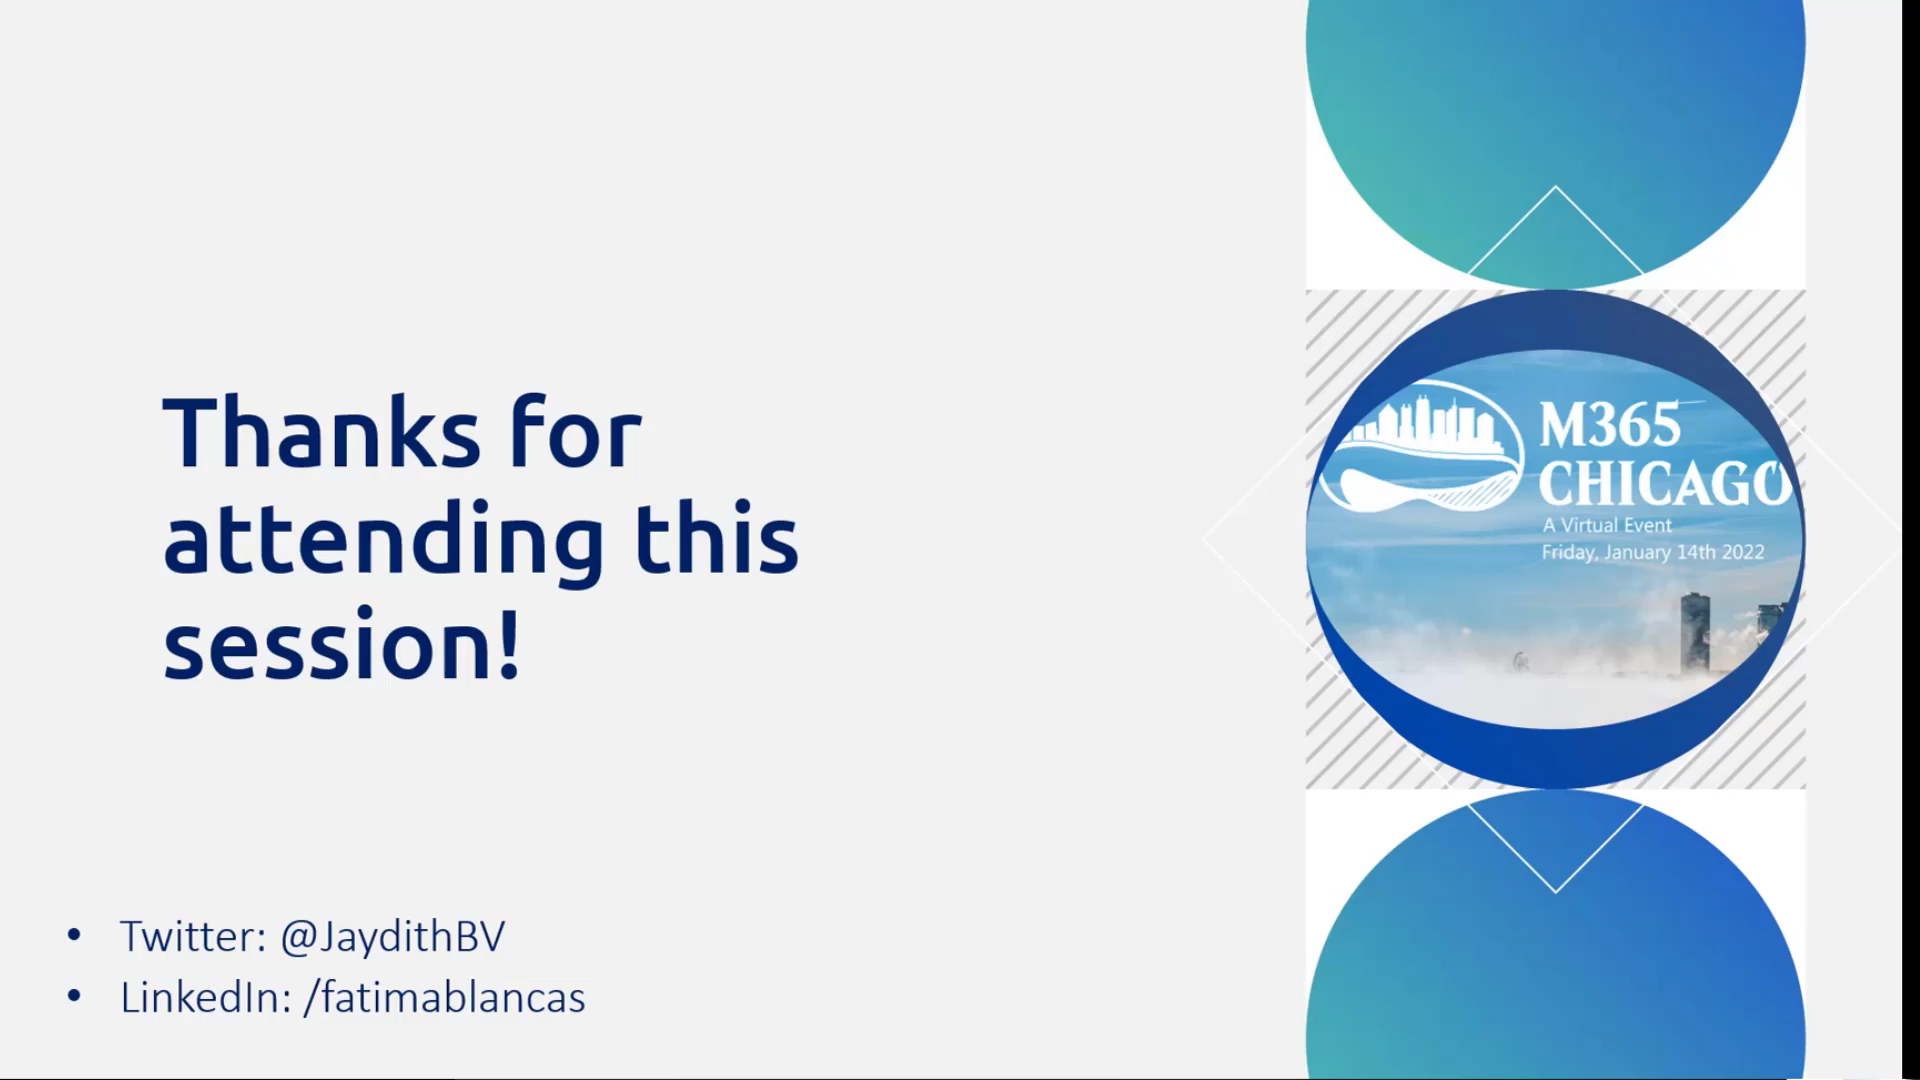 Thanks for
attending this
session!
M365
CHICAGO
A Virtual Event
Friday, January 14th 2022
• Twitter: @JaydithBV
• LinkedIn: /fatimablancas